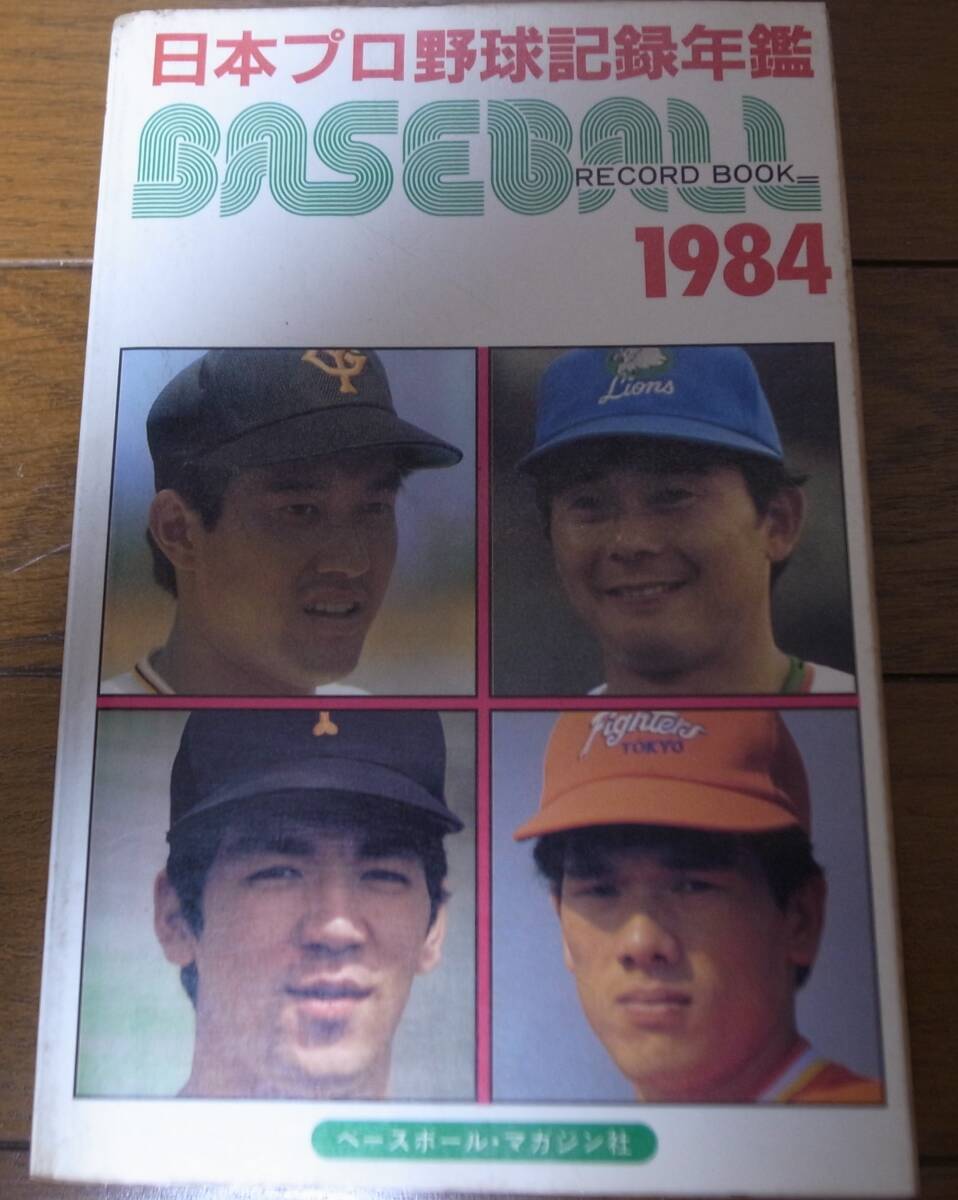 日本プロ野球記録年鑑
BASEBALL
RECORD BOOK
1984
Lions
Fighters
TOKYO
ベースボール・マガジン社